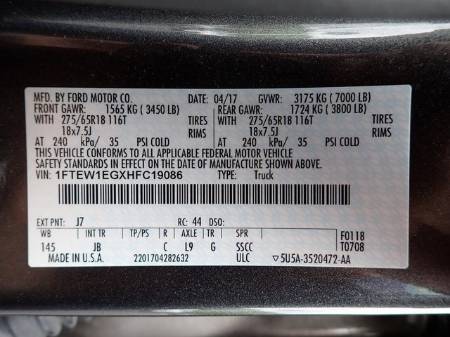 MFD. BY FORD MOTOR CO. 04/17 GVWR: 3175 KG ( 7000 LB)
FRONT GAWR: 1565 KG ( 3450 LB) REAR GAWR: 1724 KG ( 3800 LB)
WITH 275/65R18 116T TIRES WITH 275/65R18 116T TIRES
18x7.5J RIMS 18x7.5J RIMS
AT 240 kPa/ 35 PSI COLD AT 240 kPa/ 35 PSI COLD
THIS VEHICLE CONFORMS TO ALL APPLICABLE FEDERAL MOTOR VEHICLE
SAFETY STANDARDS IN EFFECT ON THE DATE OF MANUFACTURE SHOWN ABOVE.
VIN: 1FTEW1EGXHFC19086 TYPE: Truck
EXT PNT: J7 RC: 44 DSO: F0118
WB INT TR TP/PS R AXLE TR SPR T0708
145 JB C L9 G SSCC
MADE IN U.S.A. 2201704282632 ULC ▽5U5A-3520472-AA